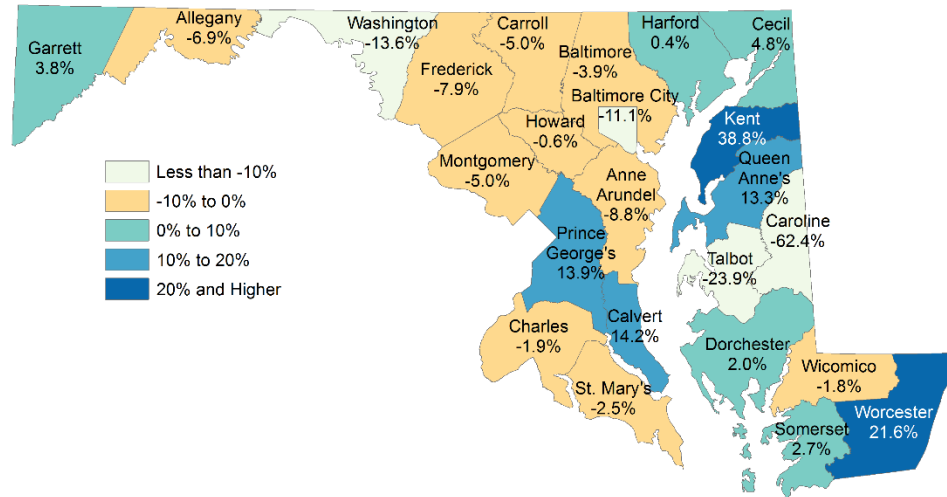 Garrett
3.8%
Allegany
-6.9%
Washington
-13.6%
Frederick
-7.9%
Carroll
-5.0%
Baltimore
-3.9%
Baltimore City
-11.1%
Harford
0.4%
Cecil
4.8%
Howard
-0.6%
Montgomery
-5.0%
Anne
Arundel
-8.8%
Kent
38.8%
Queen
Anne's
13.3%
Caroline
-62.4%
Talbot
-23.9%
Prince
George's
13.9%
Calvert
14.2%
Charles
-1.9%
St. Mary's
-2.5%
Dorchester
2.0%
Wicomico
-1.8%
Somerset
2.7%
Worcester
21.6%
Less than -10%
-10% to 0%
0% to 10%
10% to 20%
20% and Higher